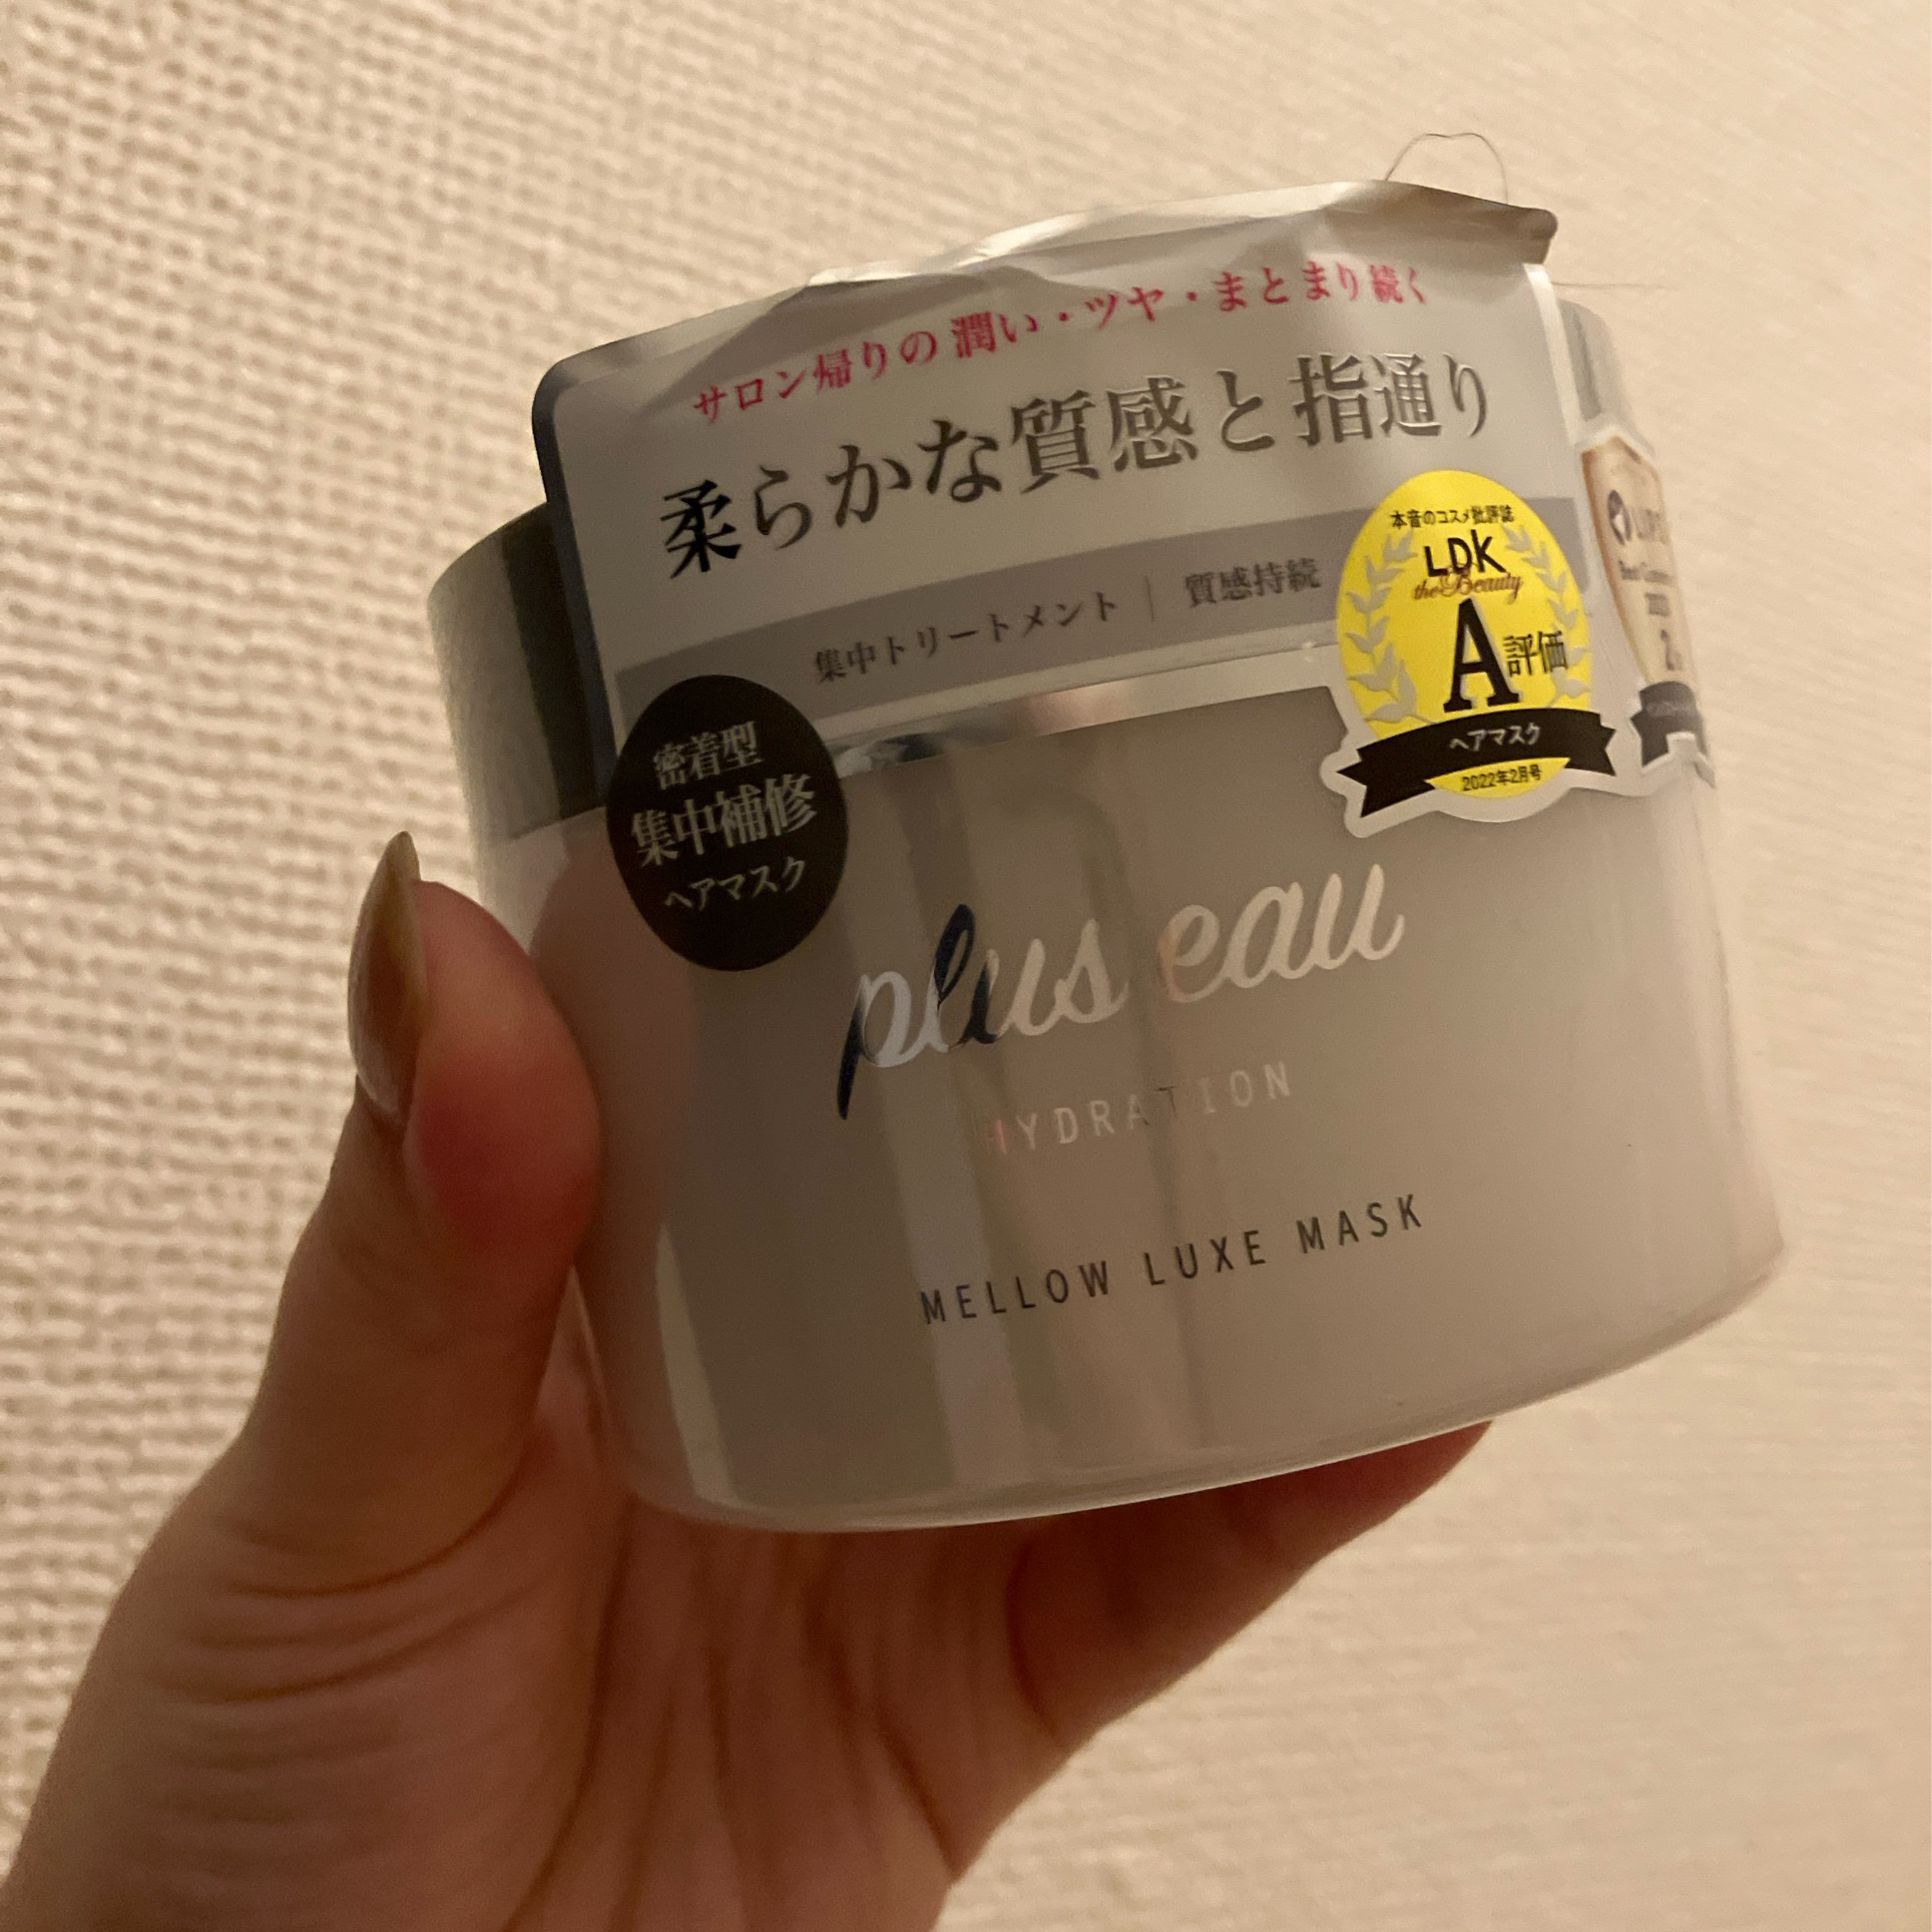 サロン帰りの 潤い・ツヤ・まとまり続く
柔らかな質感と指通り
集中トリートメント | 質感持続
本音のコスメ批評誌
LDK
the Beauty
A評価
ヘアマスク
2022年2月号
密着型
集中補修
ヘアマスク
plus eau
HYDRATION
MELLOW LUXE MASK